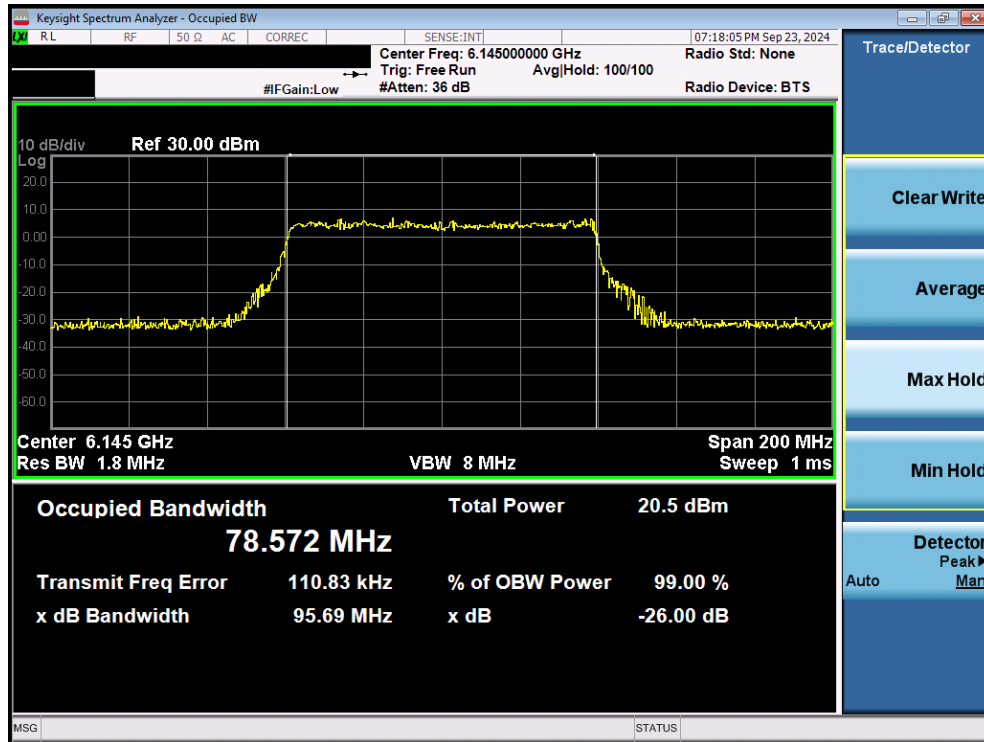 Keysight Spectrum Analyzer - Occupied BW
LXI RL RF 50 Ω AC CORREC SENSE:INT 07:18:05 PM Sep 23, 2024
Center Freq: 6.145000000 GHz Radio Std: None
Trig: Free Run Avg|Hold: 100/100
#IFGain:Low #Atten: 36 dB Radio Device: BTS
Trace/Detector
10 dB/div Ref 30.00 dBm
Log
20.0
10.0
0.00
-10.0
-20.0
-30.0
-40.0
-50.0
-60.0
Center 6.145 GHz Span 200 MHz
Res BW 1.8 MHz VBW 8 MHz Sweep 1 ms
Occupied Bandwidth Total Power 20.5 dBm
78.572 MHz
Transmit Freq Error 110.83 kHz % of OBW Power 99.00 %
x dB Bandwidth 95.69 MHz x dB -26.00 dB
Clear Write
Average
Max Hold
Min Hold
Detector
Peak▶
Auto Man
MSG STATUS